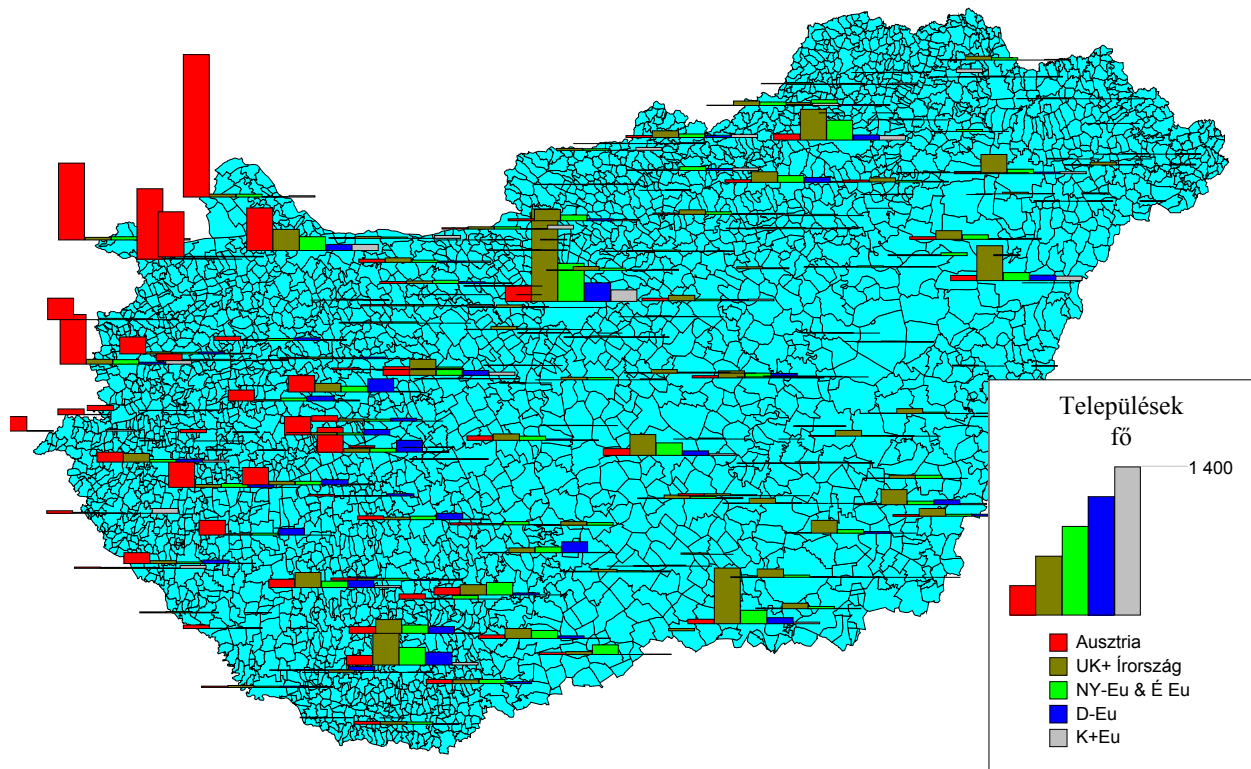 Települések
fő
1 400
Ausztria
UK+ Írország
NY-Eu & É Eu
D-Eu
K+Eu